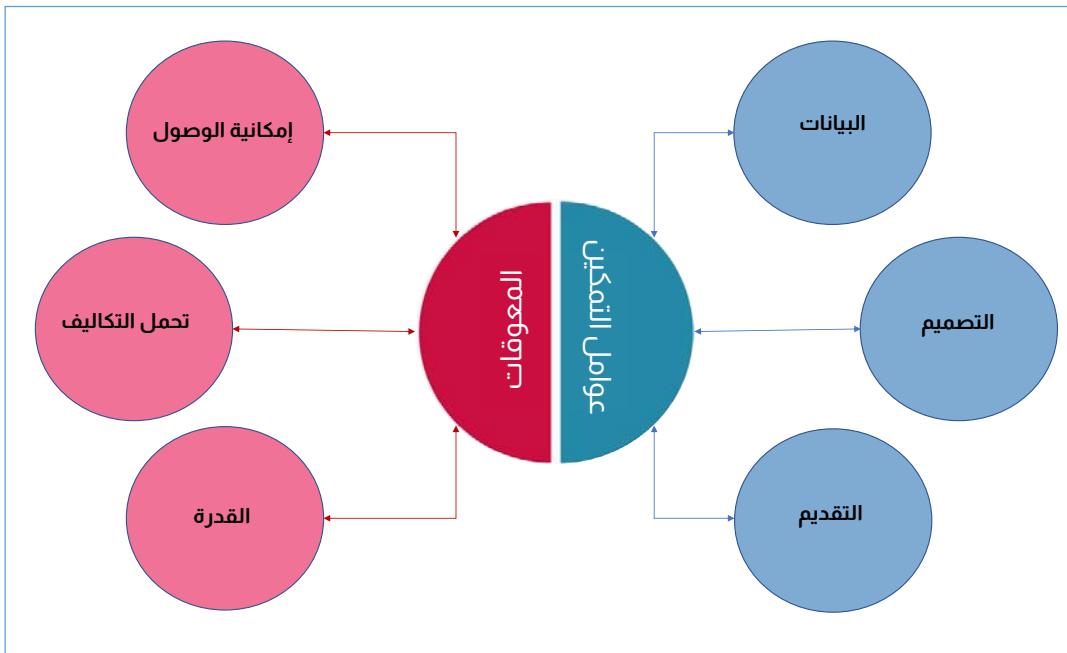 البيانات
إمكانية الوصول
عوامل التمكين
المعوقات
التصميم
تحمل التكاليف
التقديم
القدرة